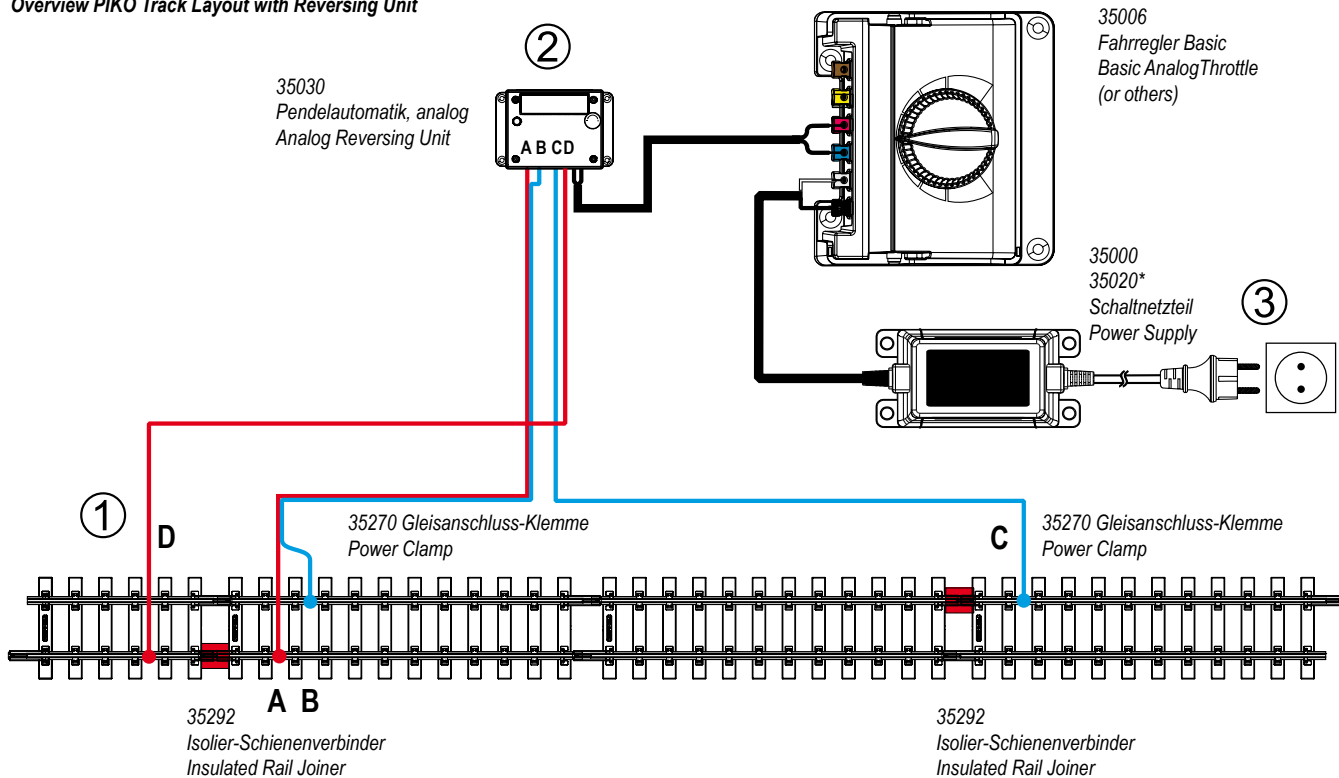 Overview PIKO Track Layout with Reversing Unit
35006
Fahrregler Basic
Basic AnalogThrottle
(or others)
2
35030
Pendelautomatik, analog
Analog Reversing Unit
A B CD
35000
35020*
Schaltnetzteil
Power Supply
3
1
D
35270 Gleisanschluss-Klemme
Power Clamp
C
35270 Gleisanschluss-Klemme
Power Clamp
A B
35292
Isolier-Schienenverbinder
Insulated Rail Joiner
35292
Isolier-Schienenverbinder
Insulated Rail Joiner